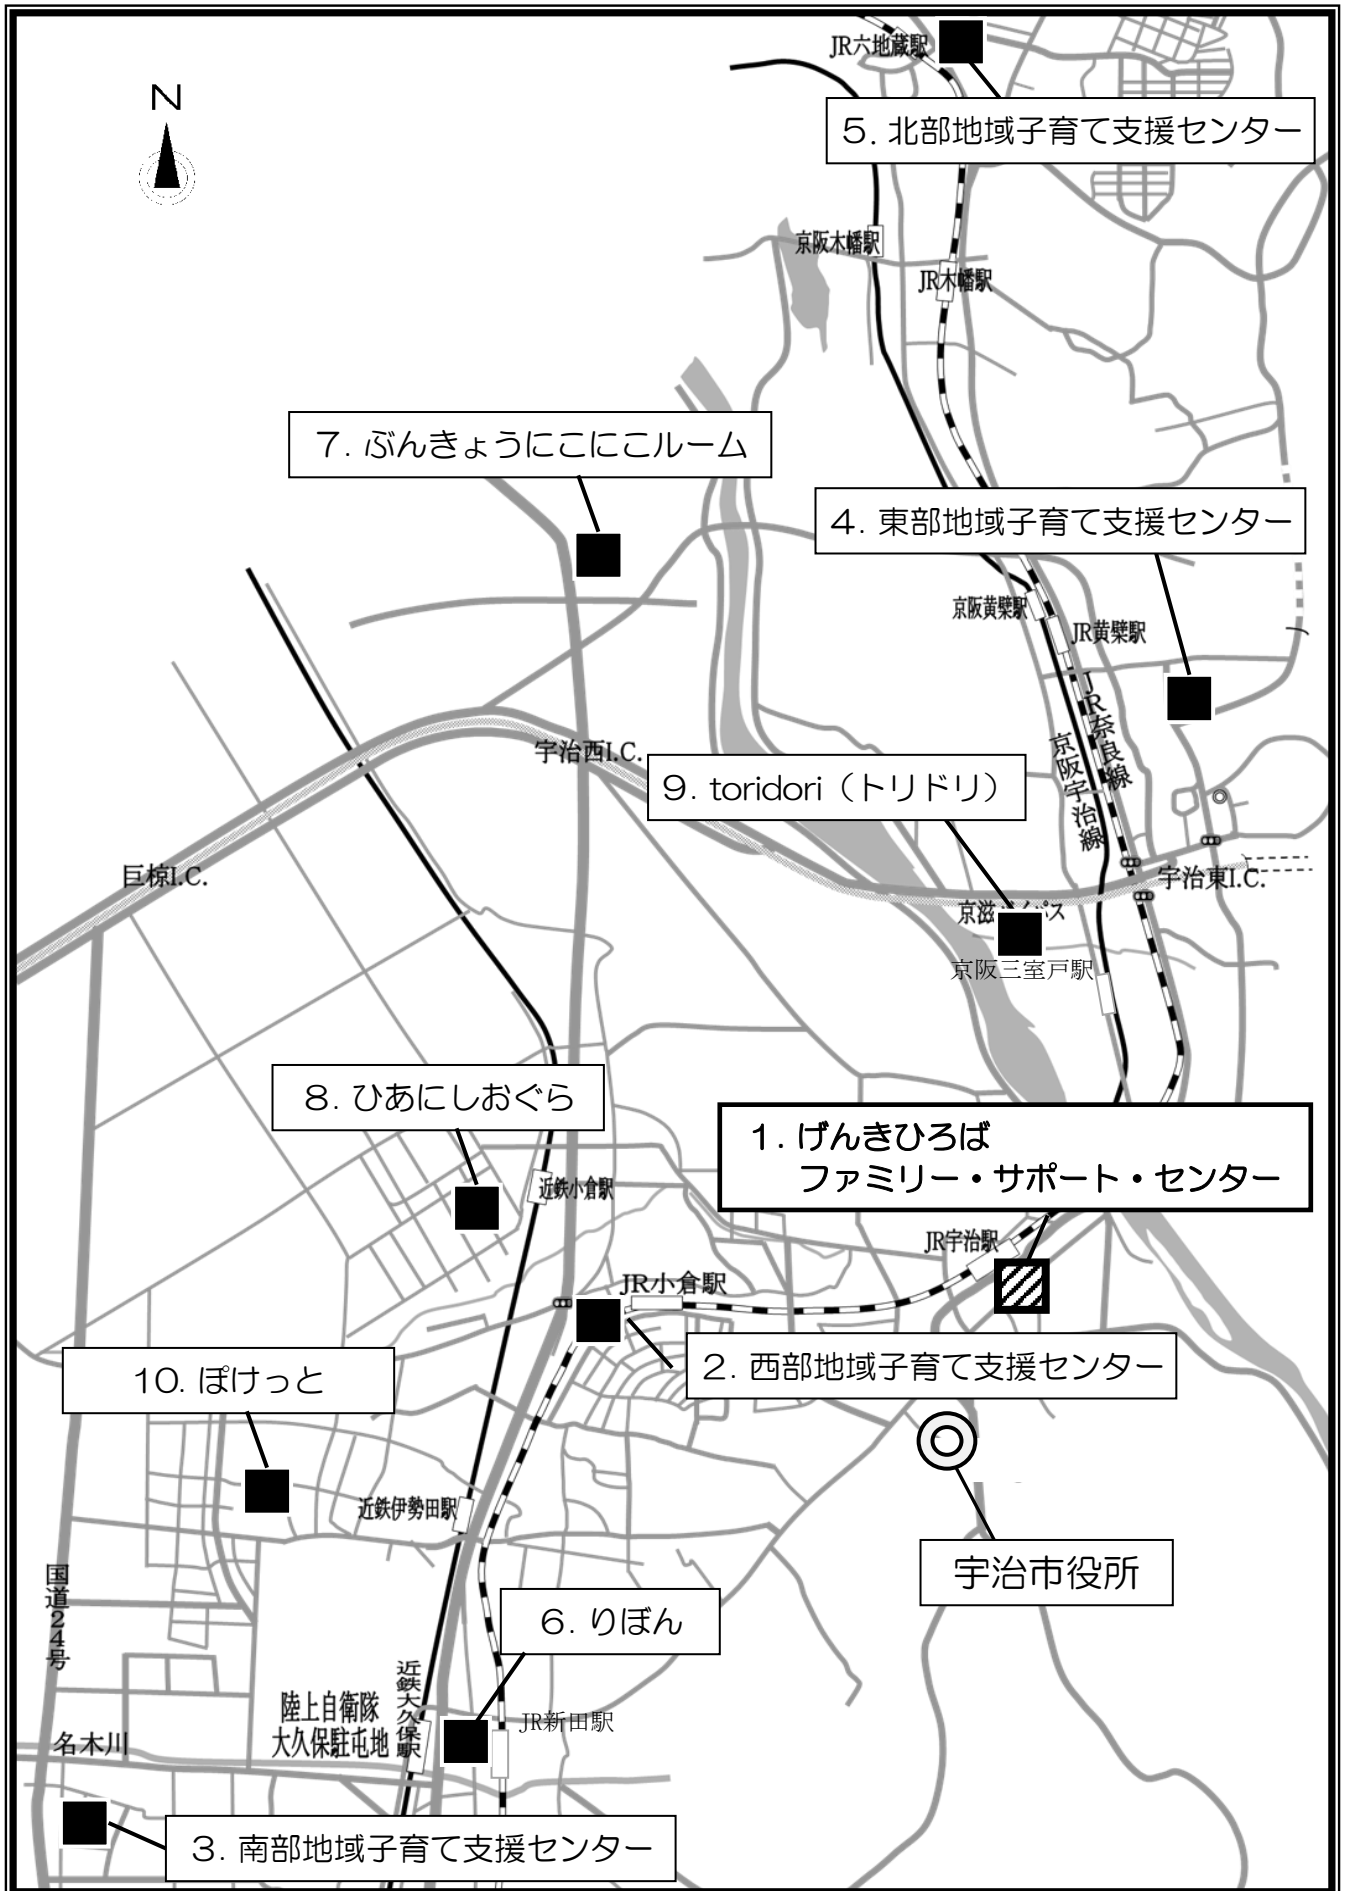 JR六地蔵駅
N
5. 北部地域子育て支援センター
京阪木幡駅
JR木幡駅
7. ぶんきょうにこにこルーム
4. 東部地域子育て支援センター
京阪黄檗駅
JR黄檗駅
JR奈良線
京阪宇治線
宇治西I.C.
9. toridori（トリドリ）
巨椋I.C.
宇治東I.C.
京滋バイパス
京阪三室戸駅
8. ひあにしおぐら
1. げんきひろば
ファミリー・サポート・センター
近鉄小倉駅
JR宇治駅
JR小倉駅
2. 西部地域子育て支援センター
10. ぽけっと
近鉄伊勢田駅
宇治市役所
国道24号
6. りぼん
近鉄大久保駅
陸上自衛隊
大久保駐屯地
JR新田駅
名木川
3. 南部地域子育て支援センター